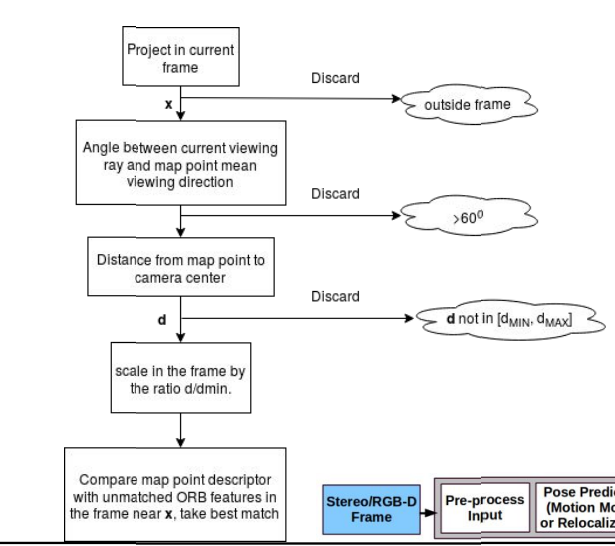 Project in current
frame
Discard
x
outside frame
Angle between current viewing
ray and map point mean
viewing direction
Discard
>60⁰
Distance from map point to
camera center
Discard
d
d not in [dMIN, dMAX]
scale in the frame by
the ratio d/dmin.
Compare map point descriptor
with unmatched ORB features in
the frame near x, take best match
Stereo/RGB-D
Frame
Pre-process
Input
Pose Predi
(Motion Mo
or Relocaliz